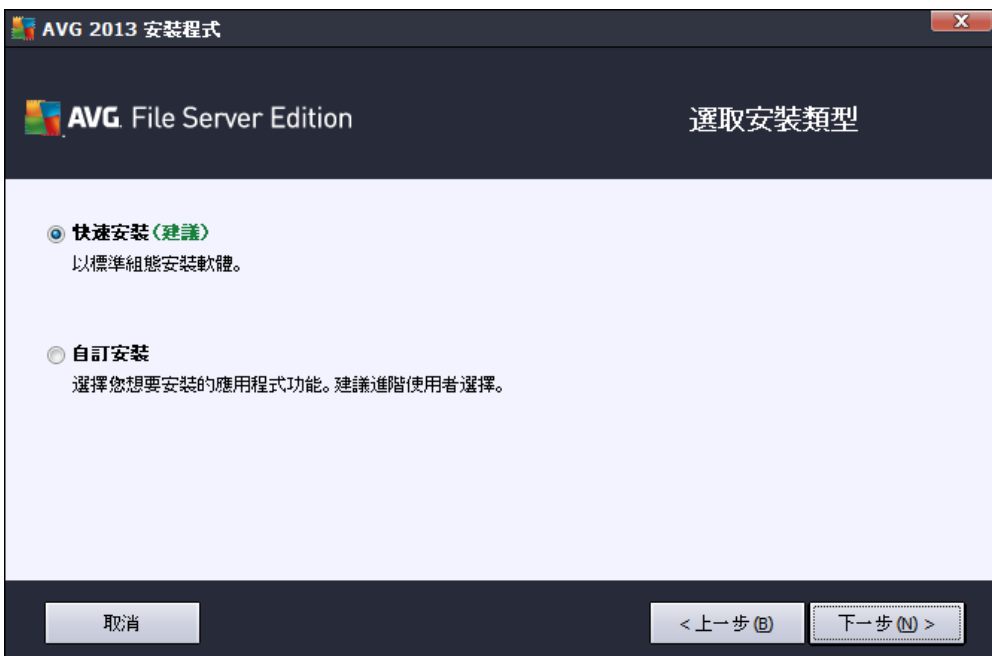 AVG 2013 安裝程式
X
AVG. File Server Edition
選取安裝類型
快速安裝(建議)
以標準組態安裝軟體。
自訂安裝
選擇您想要安裝的應用程式功能。建議進階使用者選擇。
取消
<上一步(B)
下一步(N) >